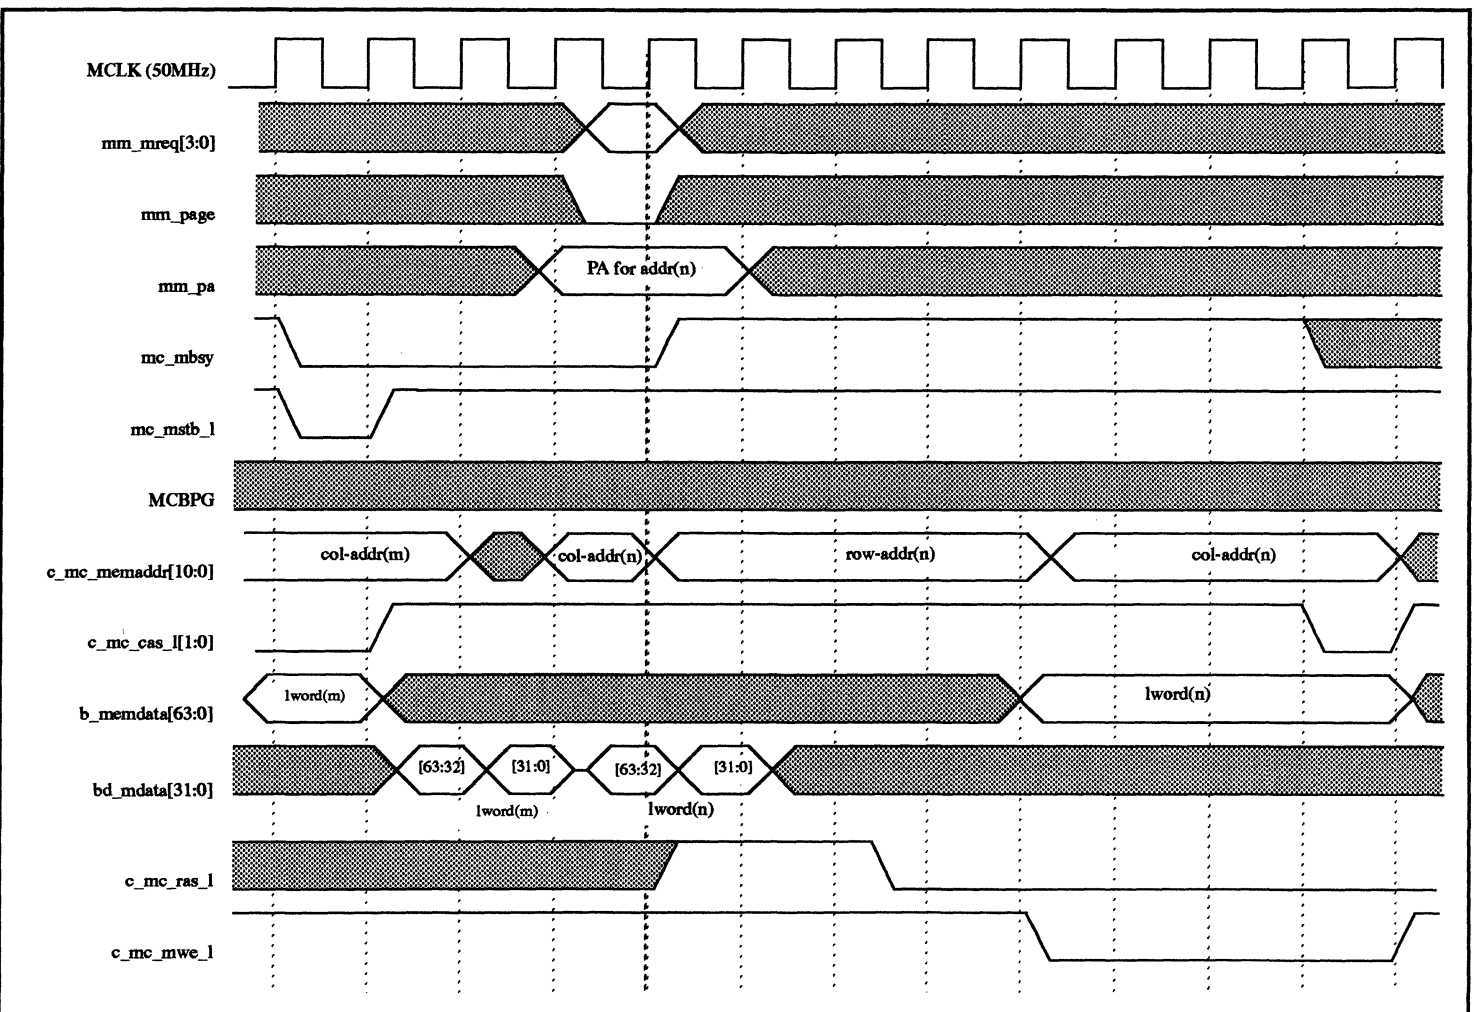 MCLK (50MHz)
mm_mreq[3:0]
mm_page
PA for addr(n)
mm_pa
mc_mbsy
mc_mstb_l
MCBPG
col-addr(m) col-addr(n) row-addr(n) col-addr(n)
c_mc_memaddr[10:0]
c_mc_cas_l[1:0]
lword(m) lword(n)
b_memdata[63:0]
[63:32] [31:0] [63:32] [31:0]
bd_mdata[31:0]
lword(m) lword(n)
c_mc_ras_l
c_mc_mwe_l